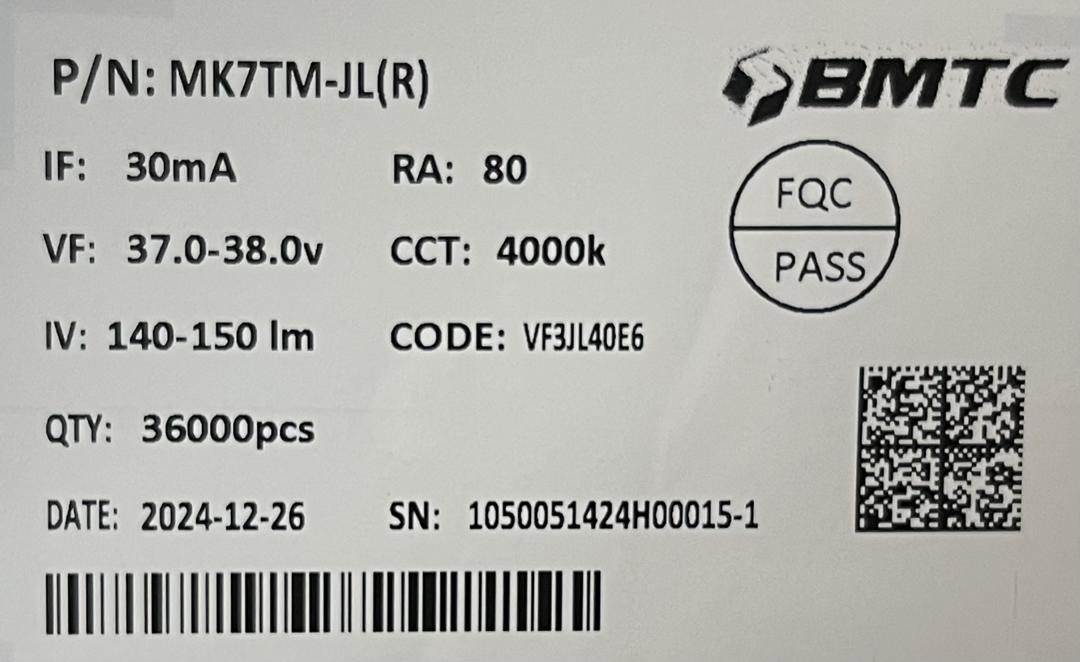 P/N: MK7TM-JL(R)
BMTC
IF: 30mA RA: 80
FQC
PASS
VF: 37.0-38.0v CCT: 4000k
IV: 140-150 lm CODE: VF3JL40E6
QTY: 36000pcs
DATE: 2024-12-26 SN: 1050051424H00015-1